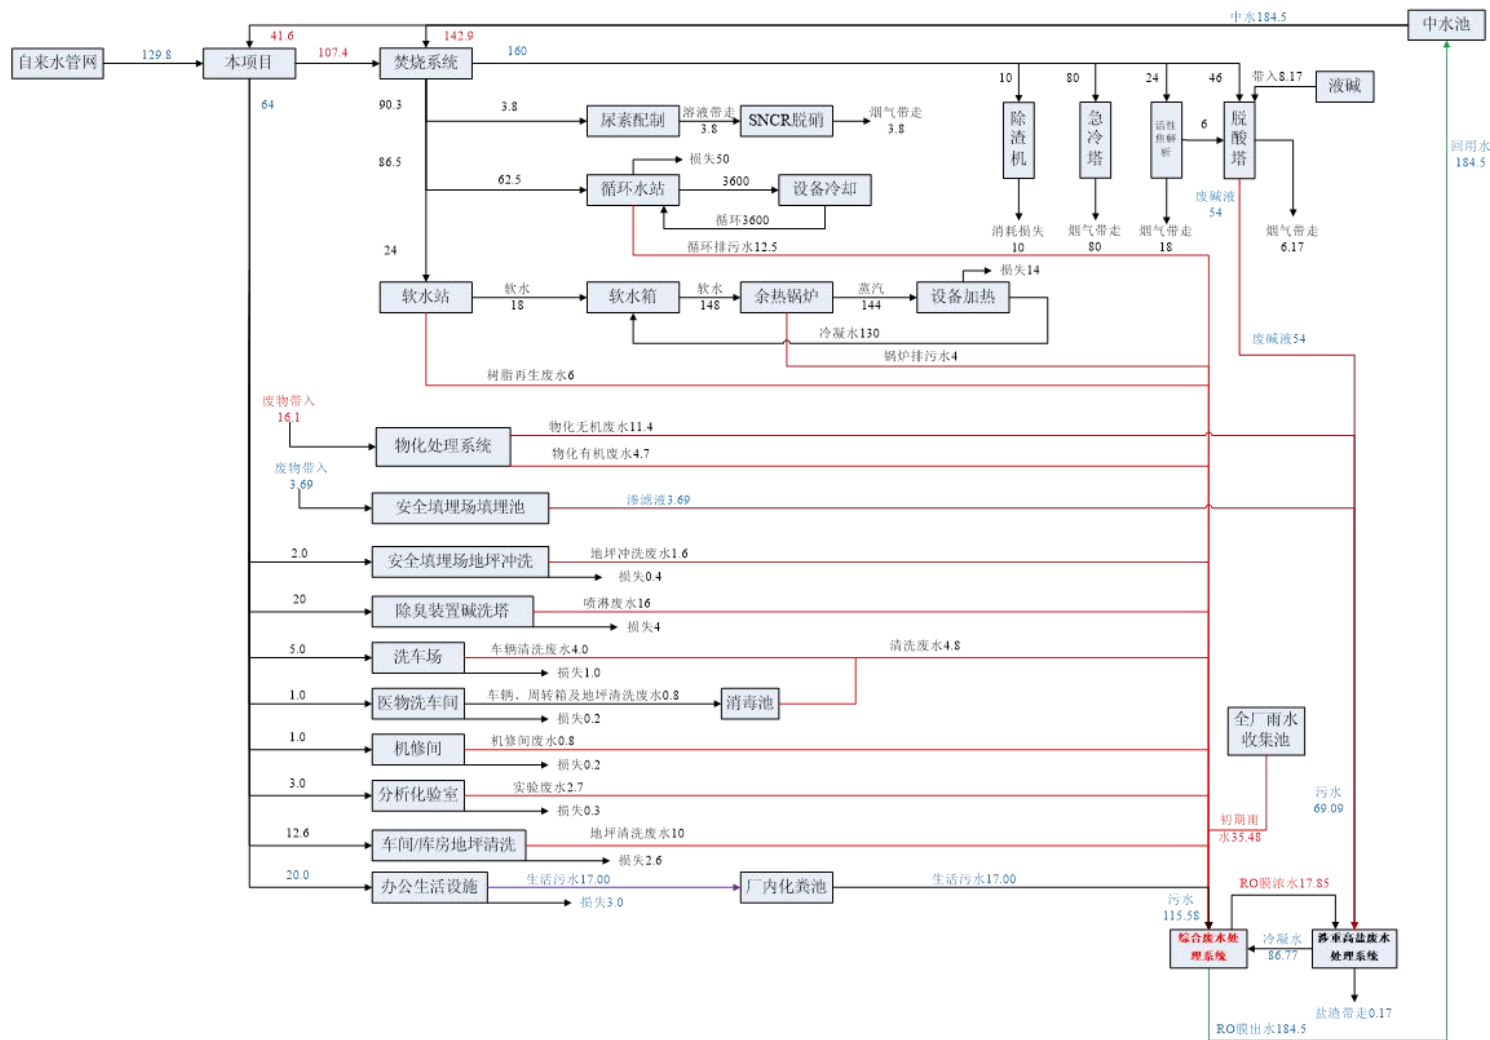 中水184.5
中水池
41.6
142.9
自来水管网
129.8
本项目
107.4
焚烧系统
160
64
90.3
3.8
尿素配制
溶液带走
3.8
SNCR脱硝
烟气带走
3.8
10
80
24
46
带入8.17
液碱
除渣机
急冷塔
活性焦解析
6
脱酸塔
回用水
184.5
86.5
62.5
损失50
循环水站
3600
设备冷却
循环3600
循环排污水12.5
消耗损失
10
烟气带走
80
烟气带走
18
废碱液
54
烟气带走
6.17
24
软水站
软水
18
软水箱
软水
148
余热锅炉
蒸汽
144
设备加热
损失14
冷凝水130
锅炉排污水4
废碱液54
树脂再生废水6
废物带入
16.1
物化处理系统
物化无机废水11.4
物化有机废水4.7
废物带入
3.69
安全填埋场填埋池
渗滤液3.69
2.0
安全填埋场地坪冲洗
地坪冲洗废水1.6
损失0.4
20
除臭装置碱洗塔
喷淋废水16
损失4
5.0
洗车场
车辆清洗废水4.0
损失1.0
清洗废水4.8
1.0
医物洗车间
车辆、周转箱及地坪清洗废水0.8
损失0.2
消毒池
1.0
机修间
机修间废水0.8
损失0.2
全厂雨水
收集池
3.0
分析化验室
实验废水2.7
损失0.3
污水
69.09
初期雨
水35.48
12.6
车间/库房地坪清洗
地坪清洗废水10
损失2.6
20.0
办公生活设施
生活污水17.00
损失3.0
厂内化粪池
生活污水17.00
污水
115.58
RO膜浓水17.85
综合废水处
理系统
冷凝水
86.77
涉重高盐废水
处理系统
盐渣带走0.17
RO膜出水184.5